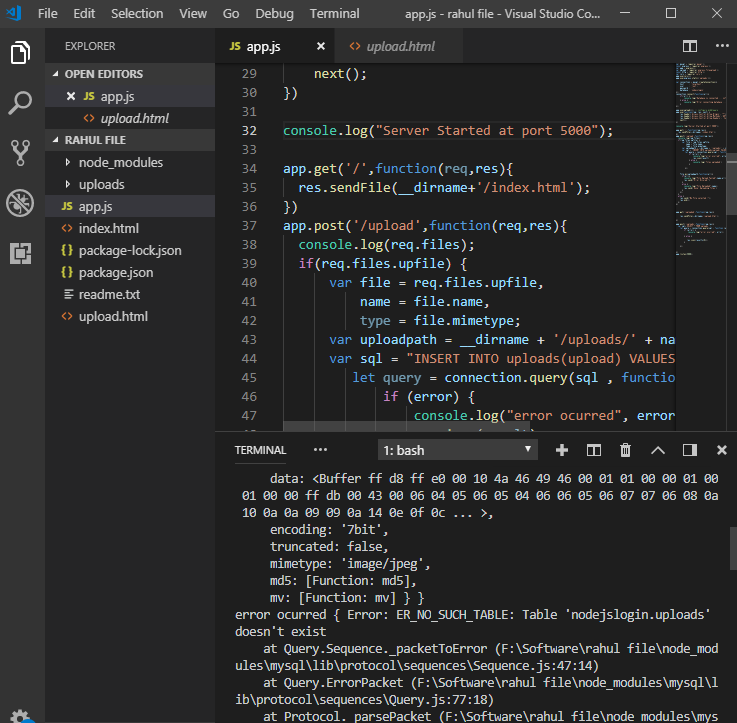 File Edit Selection View Go Debug Terminal app.js - rahul file - Visual Studio Co...
EXPLORER
OPEN EDITORS
JS app.js
<> upload.html
RAHUL FILE
node_modules
uploads
JS app.js
<> index.html
{} package-lock.json
{} package.json
readme.txt
<> upload.html
JS app.js
<> upload.html
29 next();
30 })
31
32 console.log("Server Started at port 5000");
33
34 app.get('/',function(req,res){
35 res.sendFile(__dirname+'/index.html');
36 })
37 app.post('/upload',function(req,res){
38 console.log(req.files);
39 if(req.files.upfile) {
40 var file = req.files.upfile,
41 name = file.name,
42 type = file.mimetype;
43 var uploadpath = __dirname + '/uploads/' + na
44 var sql = "INSERT INTO uploads(upload) VALUES
45 let query = connection.query(sql , functio
46 if (error) {
47 console.log("error ocurred", error
TERMINAL ... 1: bash
data: <Buffer ff d8 ff e0 00 10 4a 46 49 46 00 01 01 00 00 01 00
01 00 00 ff db 00 43 00 06 04 05 06 05 04 06 06 05 06 07 07 06 08 0a
10 0a 0a 09 09 0a 14 0e 0f 0c ... >,
encoding: '7bit',
truncated: false,
mimetype: 'image/jpeg',
md5: [Function: md5],
mv: [Function: mv] } }
error ocurred { Error: ER_NO_SUCH_TABLE: Table 'nodejslogin.uploads'
doesn't exist
at Query.Sequence._packetToError (F:\Software\rahul file\node_mod
ules\mysql\lib\protocol\sequences\Sequence.js:47:14)
at Query.ErrorPacket (F:\Software\rahul file\node_modules\mysql\l
ib\protocol\sequences\Query.js:77:18)
at Protocol._parsePacket (F:\Software\rahul file\node_modules\mys